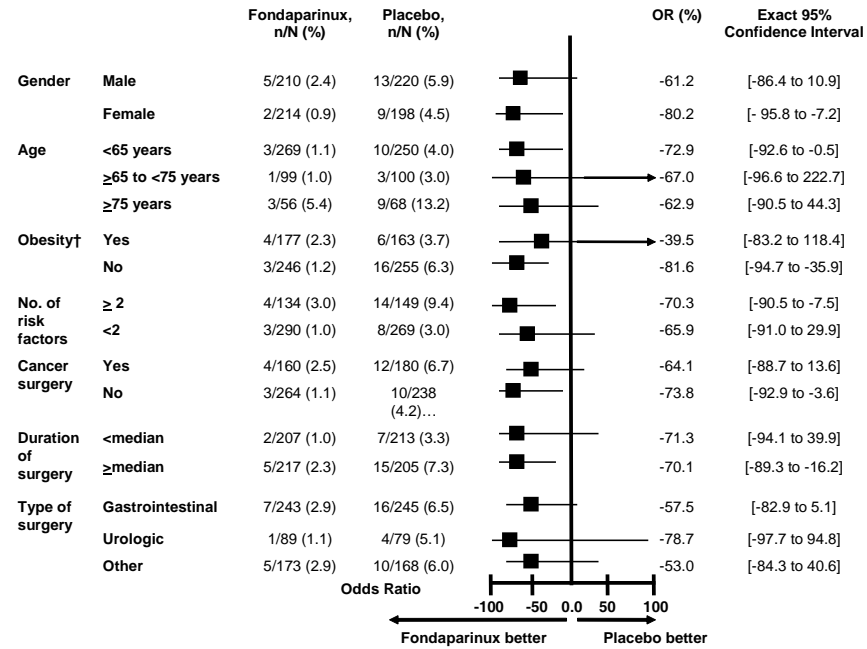 Fondaparinux, n/N (%) Placebo, n/N (%) OR (%) Exact 95% Confidence Interval
Gender Male 5/210 (2.4) 13/220 (5.9) -61.2 [-86.4 to 10.9]
Female 2/214 (0.9) 9/198 (4.5) -80.2 [- 95.8 to -7.2]
Age <65 years 3/269 (1.1) 10/250 (4.0) -72.9 [-92.6 to -0.5]
≥65 to <75 years 1/99 (1.0) 3/100 (3.0) -67.0 [-96.6 to 222.7]
≥75 years 3/56 (5.4) 9/68 (13.2) -62.9 [-90.5 to 44.3]
Obesity† Yes 4/177 (2.3) 6/163 (3.7) -39.5 [-83.2 to 118.4]
No 3/246 (1.2) 16/255 (6.3) -81.6 [-94.7 to -35.9]
No. of risk factors ≥ 2 4/134 (3.0) 14/149 (9.4) -70.3 [-90.5 to -7.5]
<2 3/290 (1.0) 8/269 (3.0) -65.9 [-91.0 to 29.9]
Cancer surgery Yes 4/160 (2.5) 12/180 (6.7) -64.1 [-88.7 to 13.6]
No 3/264 (1.1) 10/238 (4.2)… -73.8 [-92.9 to -3.6]
Duration of surgery <median 2/207 (1.0) 7/213 (3.3) -71.3 [-94.1 to 39.9]
≥median 5/217 (2.3) 15/205 (7.3) -70.1 [-89.3 to -16.2]
Type of surgery Gastrointestinal 7/243 (2.9) 16/245 (6.5) -57.5 [-82.9 to 5.1]
Urologic 1/89 (1.1) 4/79 (5.1) -78.7 [-97.7 to 94.8]
Other 5/173 (2.9) 10/168 (6.0) -53.0 [-84.3 to 40.6]
Odds Ratio
-100 -50 0.0 50 100
Fondaparinux better Placebo better